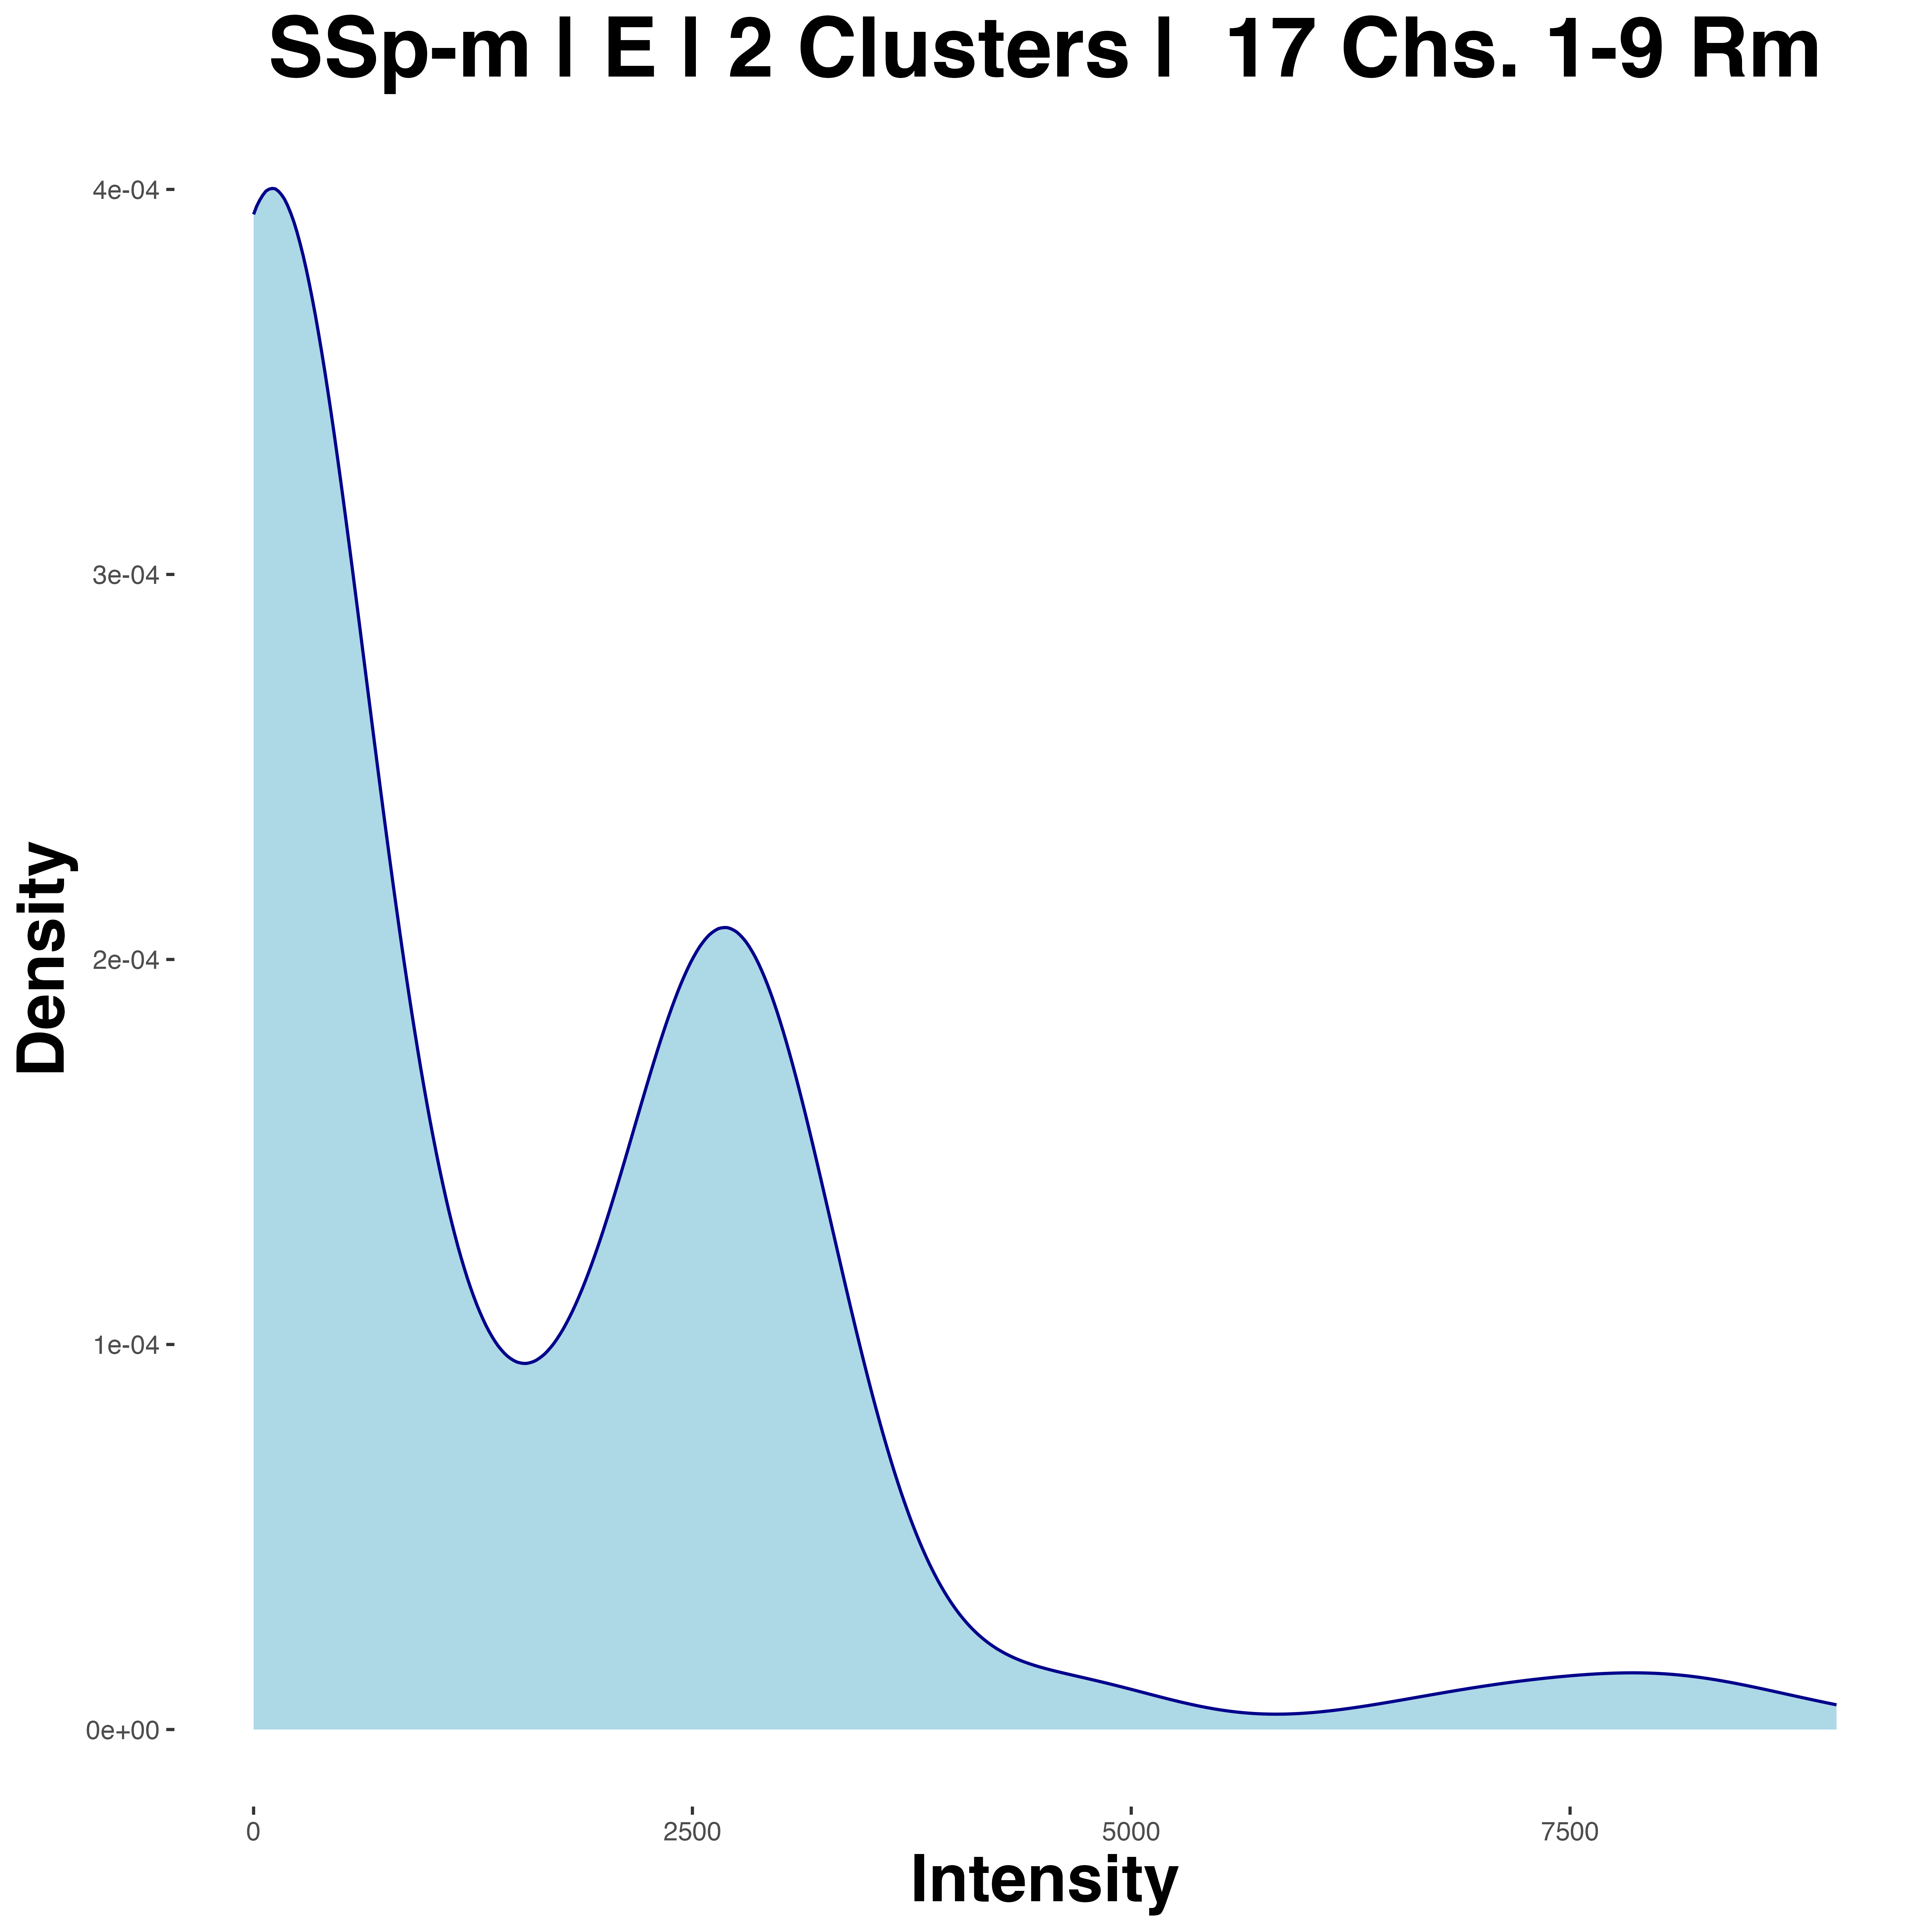 SSp-m | E | 2 Clusters |  17 Chs. 1-9 Rm
4e-04
3e-04
2e-04
1e-04
0e+00
Density
0
2500
5000
7500
Intensity